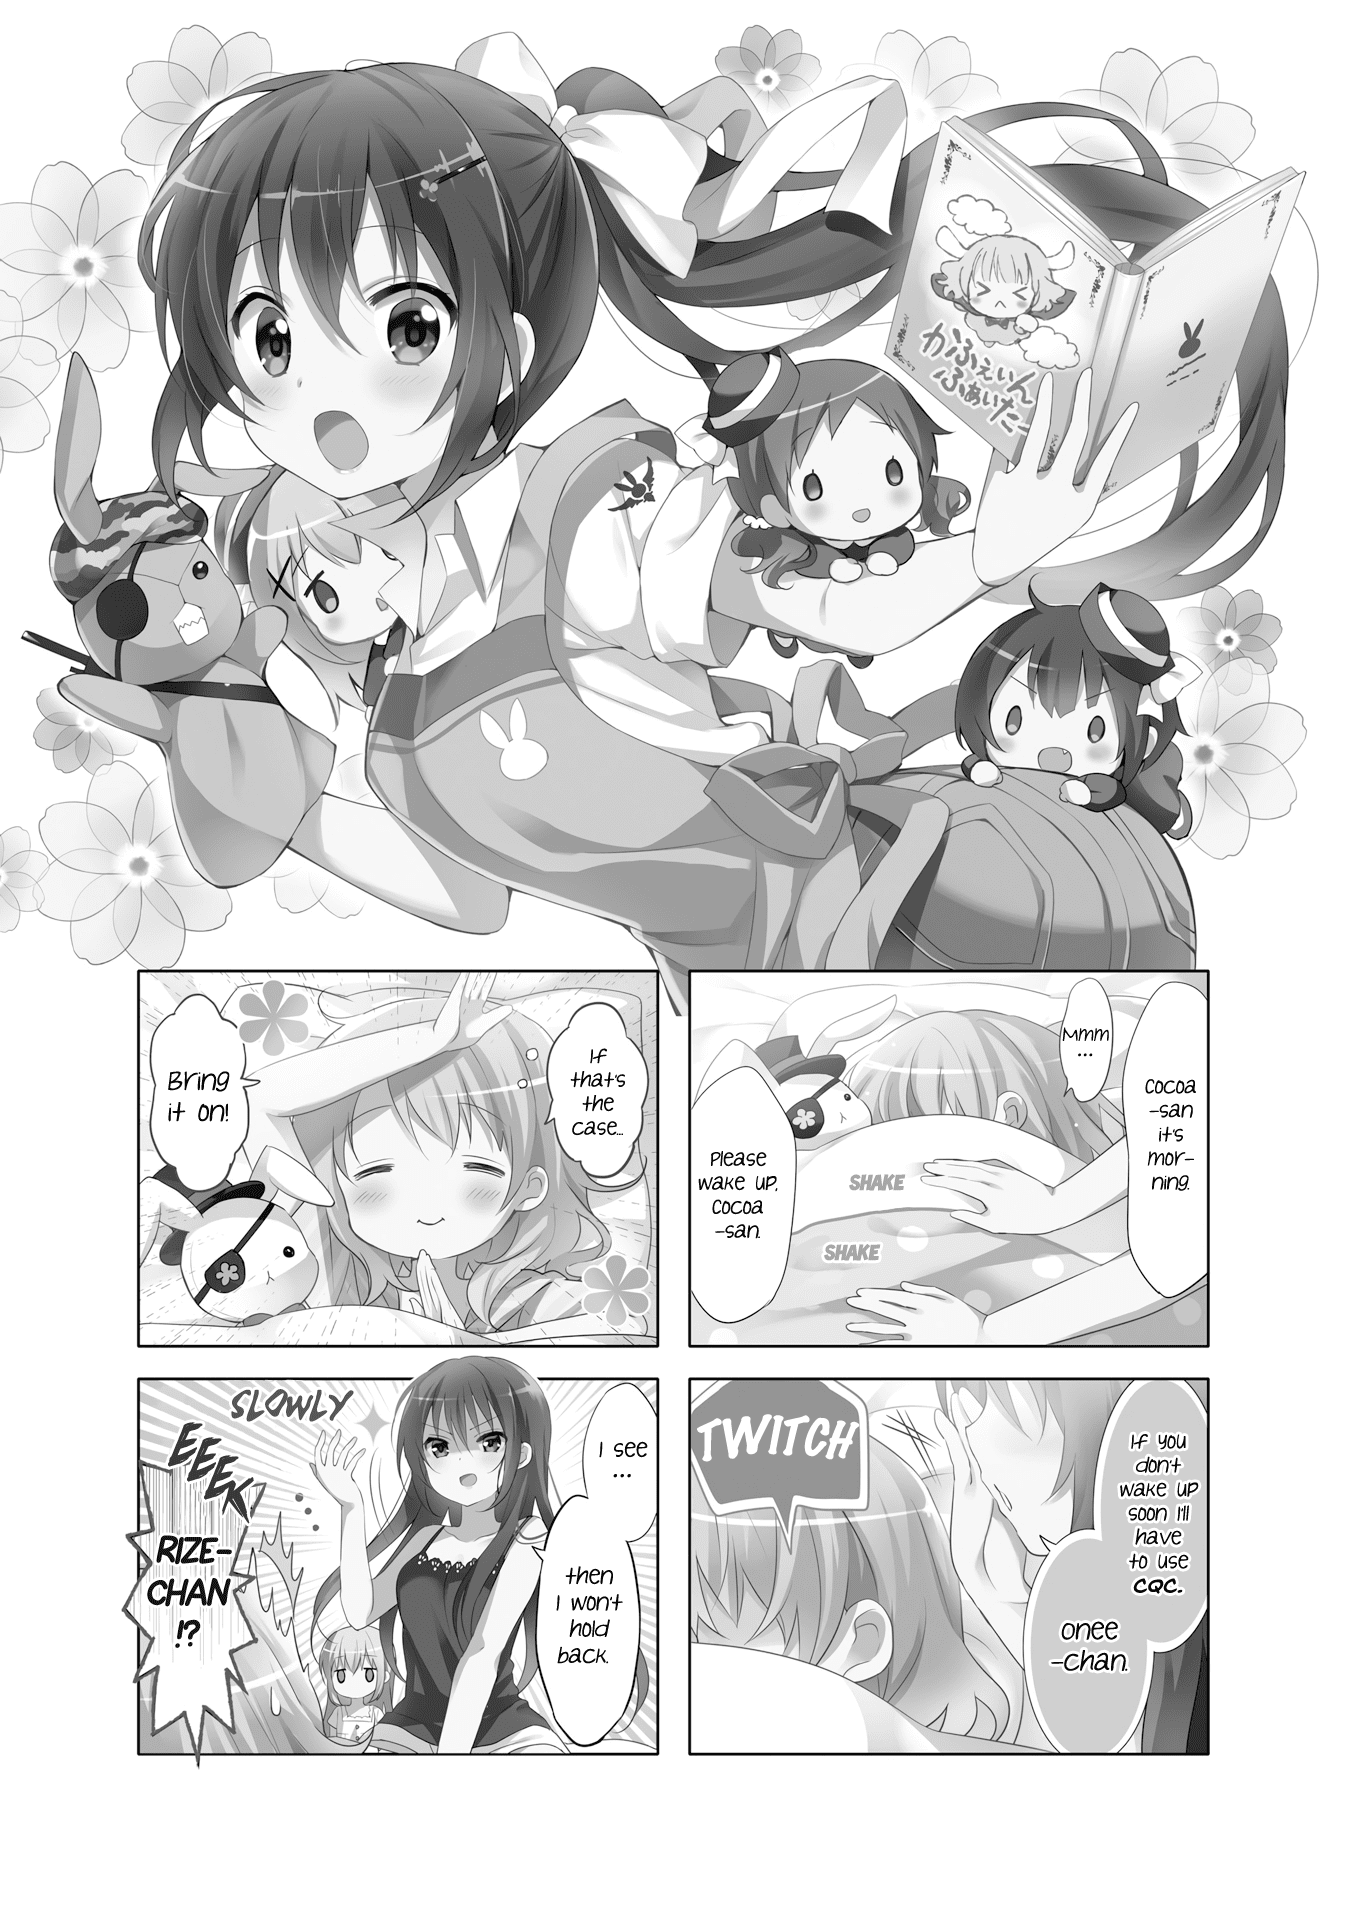 かふぇいん
ふぁいたー
Cocoa
-san
it's
mor-
ning.
Mmm
...
Please
wake up,
Cocoa
-san.
SHAKE
SHAKE
If you
don't
wake up
soon I'll
have
to use
CQC.
Onee
-chan.
TWITCH
If
that's
the
case...
Bring
it on!
I see
...
then
I won't
hold
back.
SLOWLY
EEEK
RIZE-
CHAN
!?